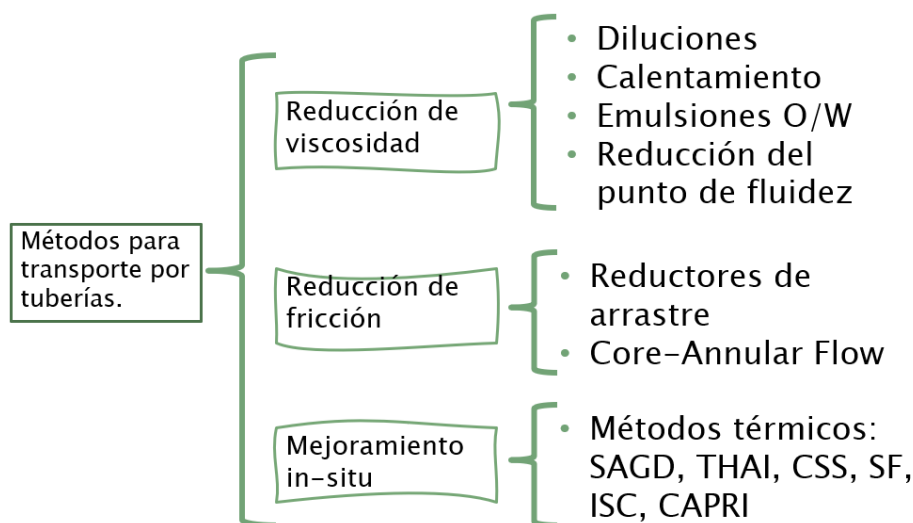 Métodos para
transporte por
tuberías.
Reducción de
viscosidad
• Diluciones
• Calentamiento
• Emulsiones O/W
• Reducción del
punto de fluidez
Reducción de
fricción
• Reductores de
arrastre
• Core-Annular Flow
Mejoramiento
in-situ
• Métodos térmicos:
SAGD, THAI, CSS, SF,
ISC, CAPRI